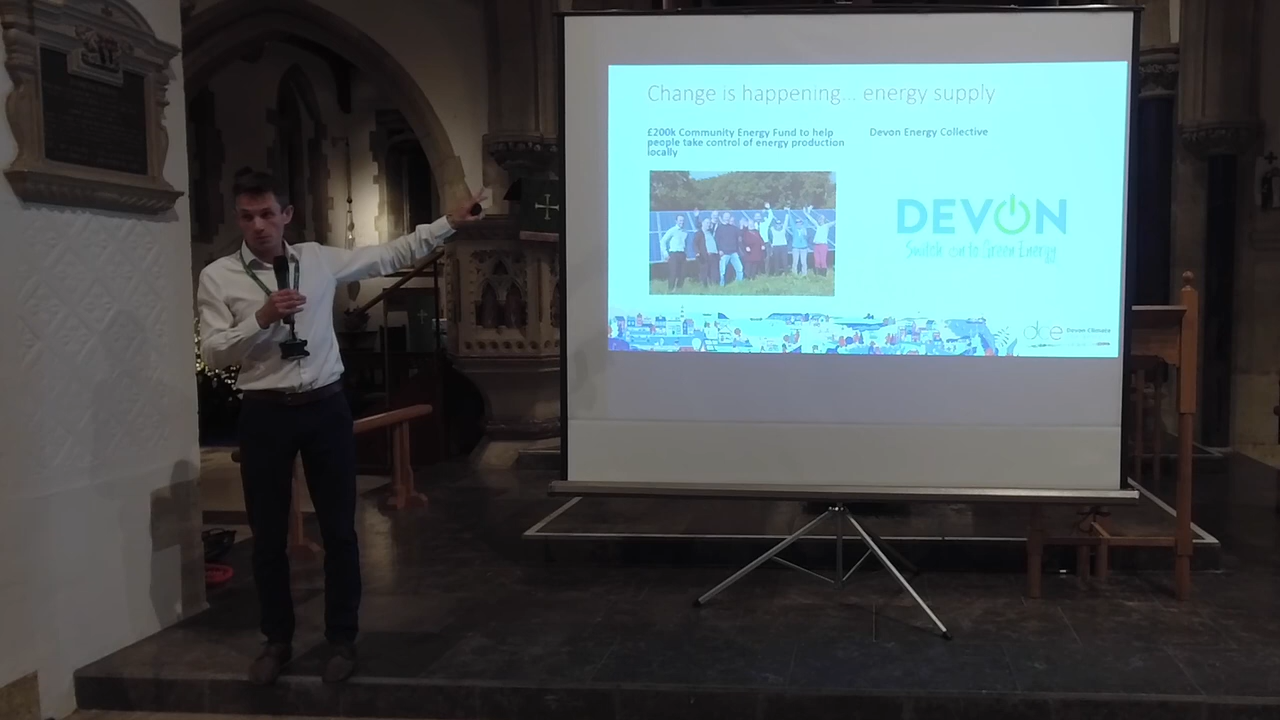 Change is happening... energy supply
£200k Community Energy Fund to help
people take control of energy production
locally
Devon Energy Collective
DEVON
Switch on to Green Energy
dce Devon Climate